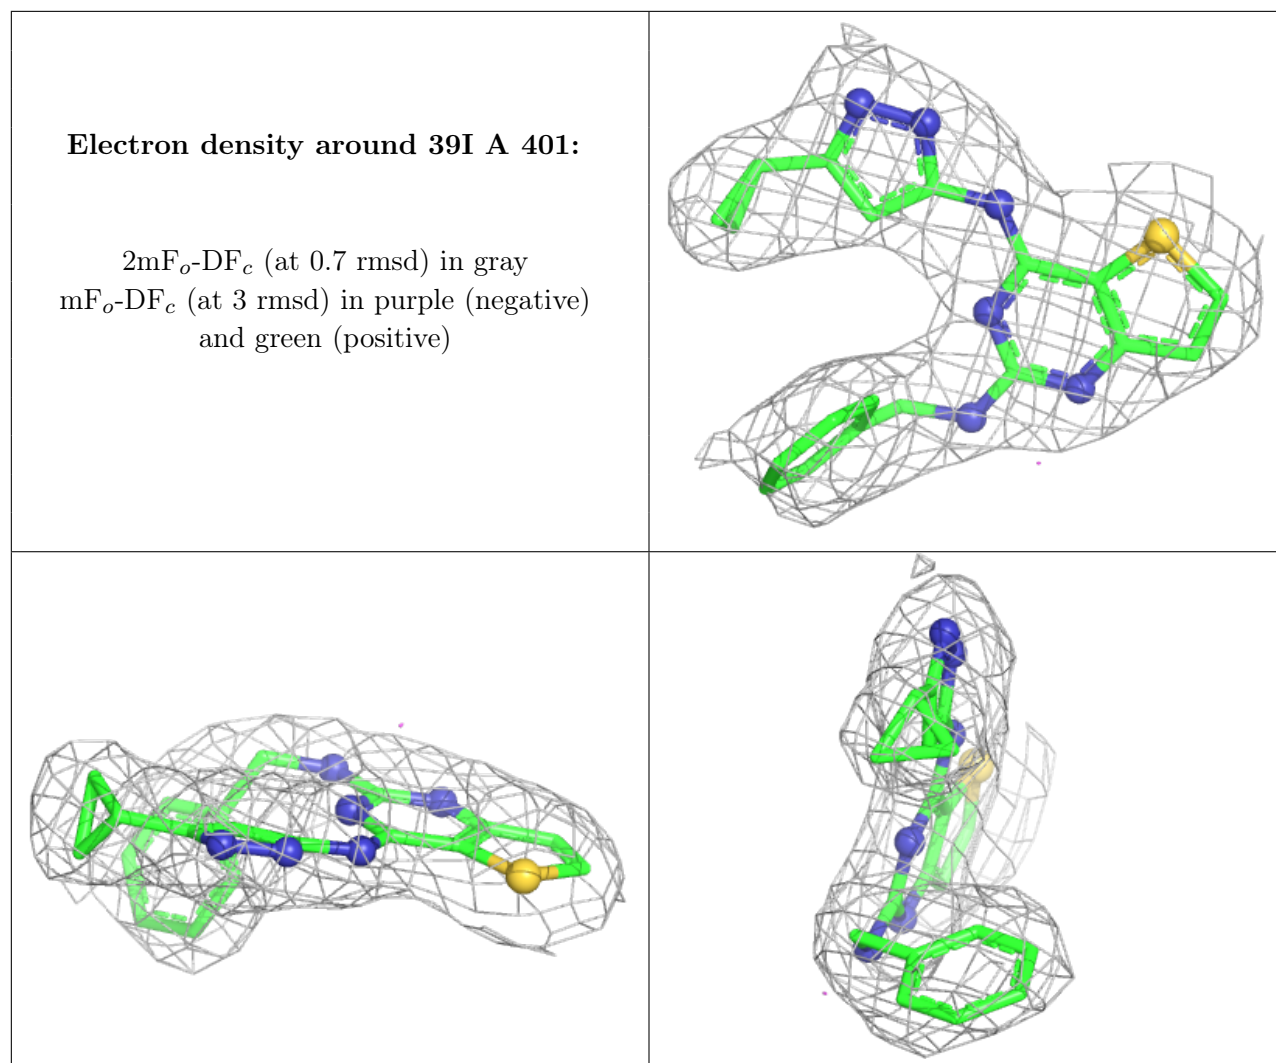 Electron density around 39I A 401:
2mFo-DFc (at 0.7 rmsd) in gray
mFo-DFc (at 3 rmsd) in purple (negative)
and green (positive)